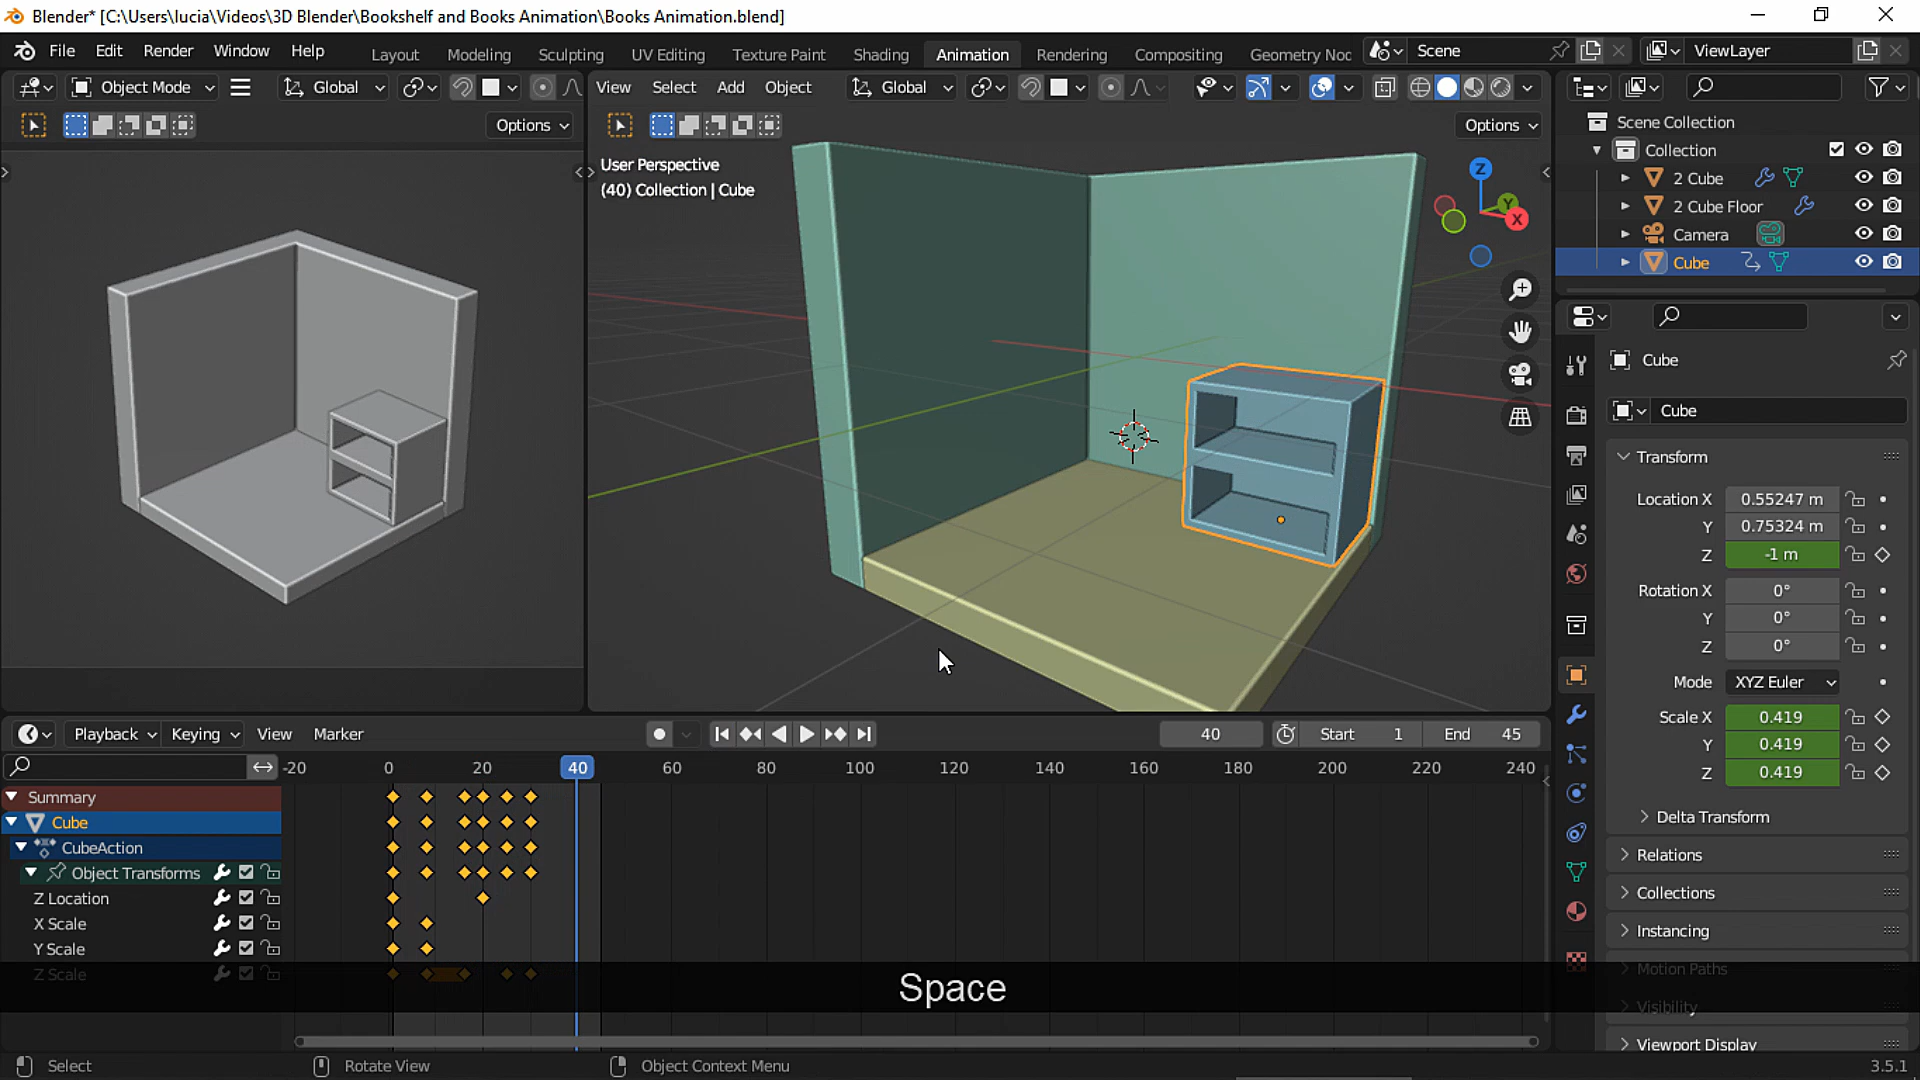 Blender* [C:\Users\lucia\Videos\3D Blender\Bookshelf and Books Animation\Books Animation.blend]
File Edit Render Window Help Layout Modeling Sculpting UV Editing Texture Paint Shading Animation Rendering Compositing Geometry Noc Scene ViewLayer
Object Mode Global View Select Add Object Global
Options Options
User Perspective
(40) Collection | Cube
Z
Y
X
Scene Collection
Collection
2 Cube
2 Cube Floor
Camera
Cube
Cube
Cube
Transform
Location X 0.55247 m
Y 0.75324 m
Z -1 m
Rotation X 0°
Y 0°
Z 0°
Mode XYZ Euler
Scale X 0.419
Y 0.419
Z 0.419
Delta Transform
Relations
Collections
Instancing
Motion Paths
Visibility
Viewport Display
Playback Keying View Marker 40 Start 1 End 45
-20 0 20 40 60 80 100 120 140 160 180 200 220 240
Summary
Cube
CubeAction
Object Transforms
Z Location
X Scale
Y Scale
Z Scale
Space
Select Rotate View Object Context Menu 3.5.1